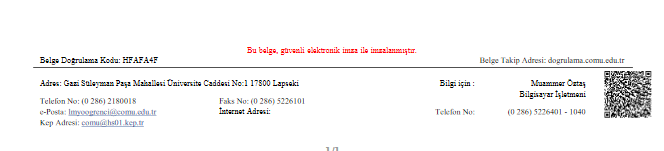 Bu belge, güvenli elektronik imza ile imzalanmıştır.
Belge Doğrulama Kodu: HFAFA4F
Belge Takip Adresi: dogrulama.comu.edu.tr
Adres: Gazi Süleyman Paşa Mahallesi Üniversite Caddesi No:1 17800 Lapseki
Bilgi için :
Muammer Öztaş
Bilgisayar İşletmeni
Telefon No: (0 286) 2180018
Faks No: (0 286) 5226101
e-Posta: lmyoogrenci@comu.edu.tr
İnternet Adresi:
Telefon No:
(0 286) 5226401 - 1040
Kep Adresi: comu@hs01.kep.tr